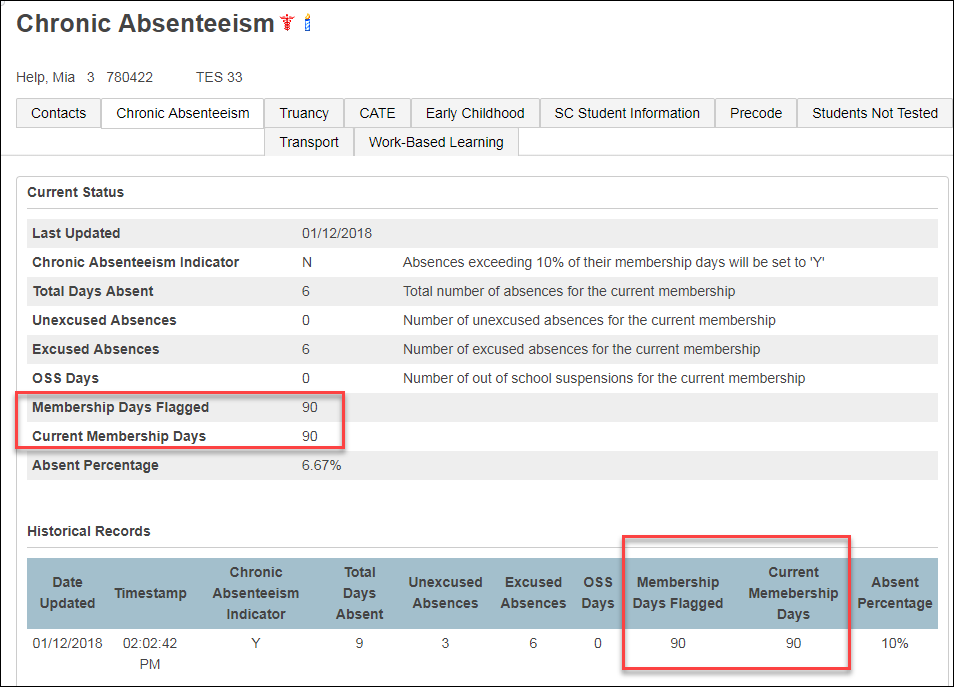 Chronic Absenteeism
Help, Mia 3 780422 TES 33
Contacts Chronic Absenteeism Truancy CATE Early Childhood SC Student Information Precode Students Not Tested
Transport Work-Based Learning
Current Status
Last Updated 01/12/2018
Chronic Absenteeism Indicator N Absences exceeding 10% of their membership days will be set to 'Y'
Total Days Absent 6 Total number of absences for the current membership
Unexcused Absences 0 Number of unexcused absences for the current membership
Excused Absences 6 Number of excused absences for the current membership
OSS Days 0 Number of out of school suspensions for the current membership
Membership Days Flagged 90
Current Membership Days 90
Absent Percentage 6.67%
Historical Records
Date Updated Timestamp Chronic Absenteeism Indicator Total Days Absent Unexcused Absences Excused Absences OSS Days Membership Days Flagged Current Memebership Days Absent Percentage
01/12/2018 02:02:42 PM Y 9 3 6 0 90 90 10%